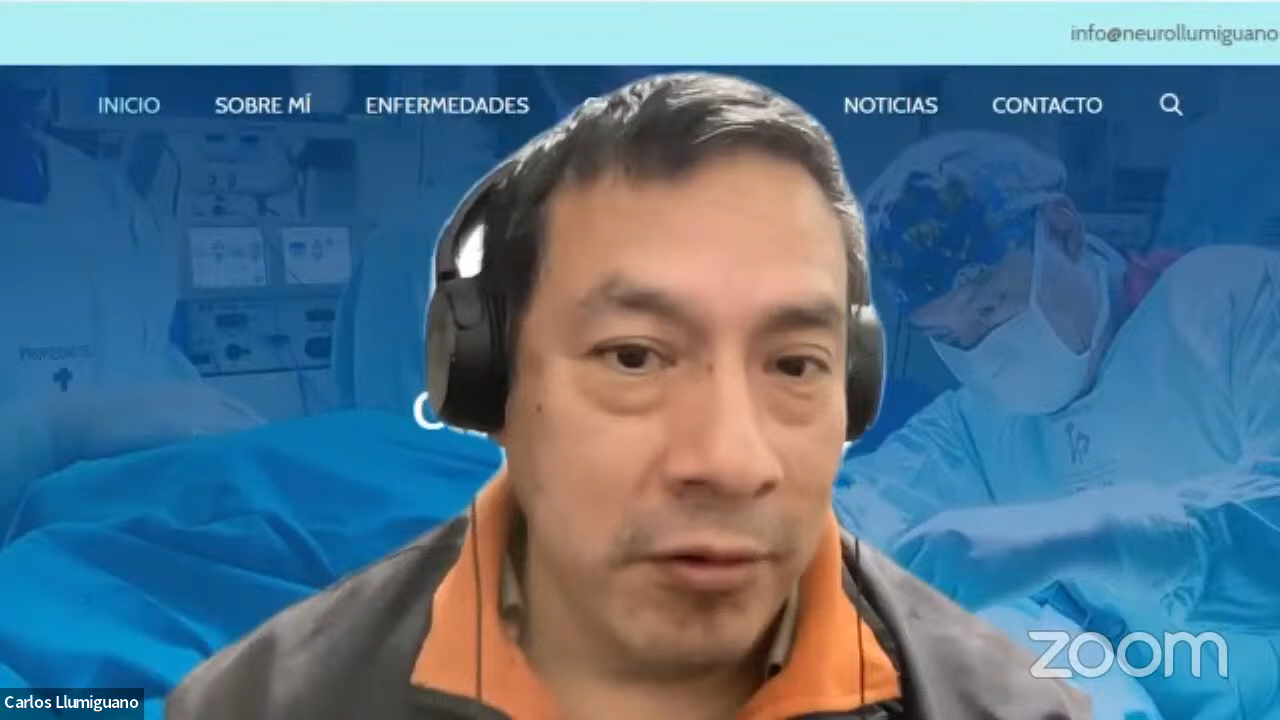 info@neurollumiguano
INICIO SOBRE MÍ ENFERMEDADES NOTICIAS CONTACTO
zoom
Carlos Llumiguano